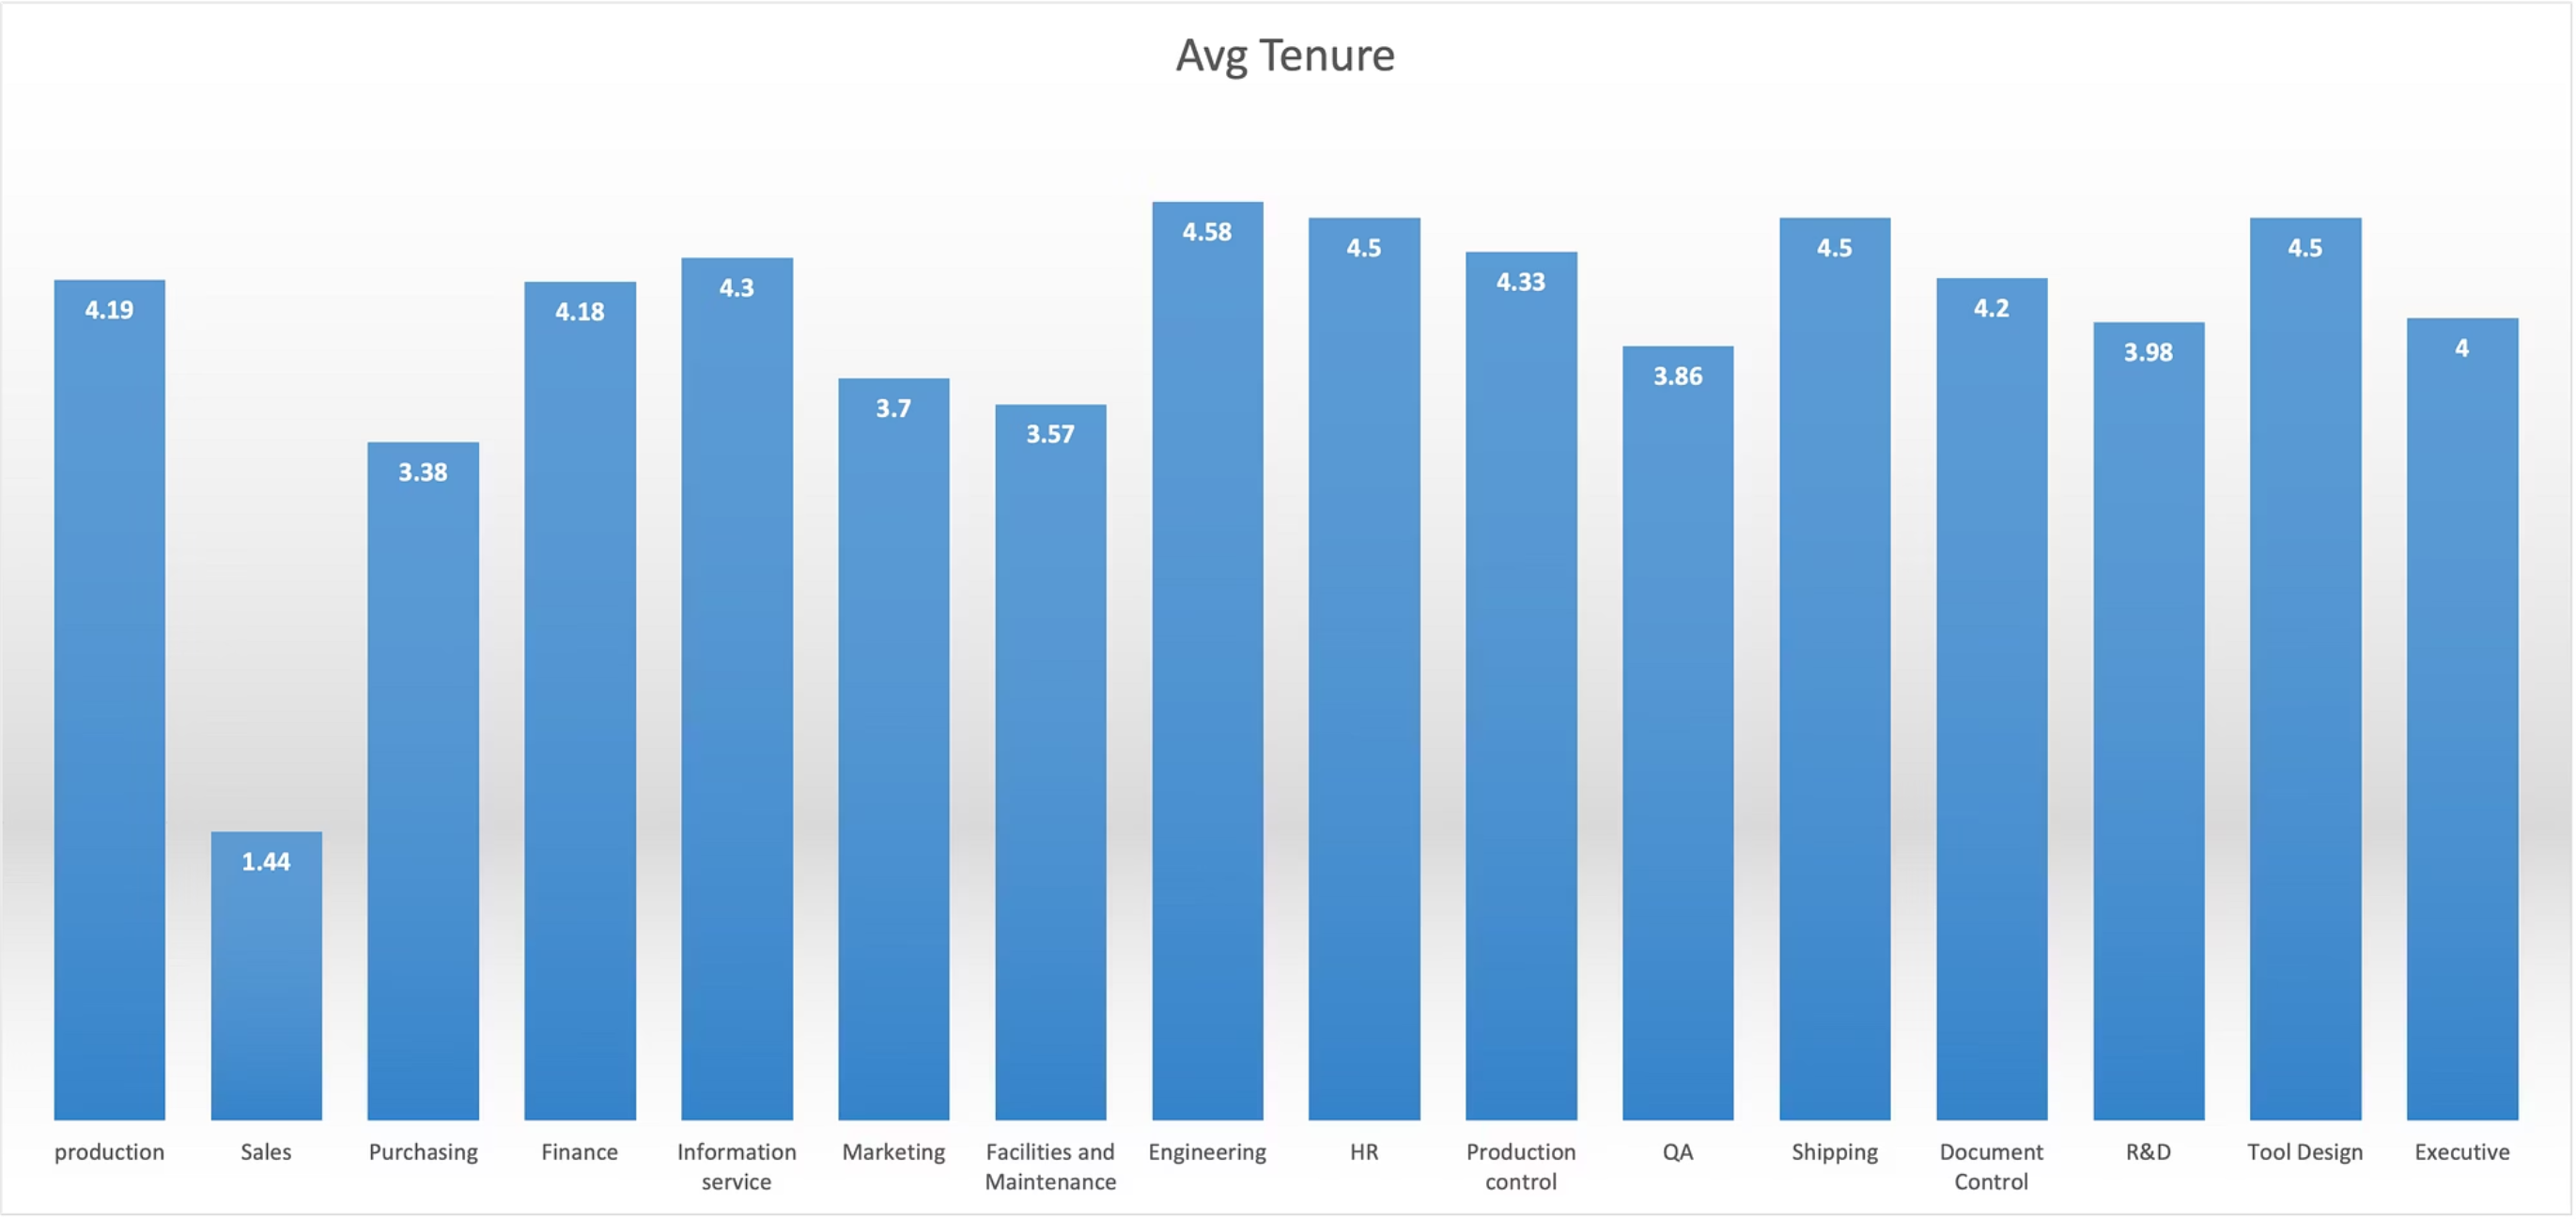 Avg Tenure
4.19
1.44
3.38
4.18
4.3
3.7
3.57
4.58
4.5
4.33
3.86
4.5
4.2
3.98
4.5
4
production
Sales
Purchasing
Finance
Information
service
Marketing
Facilities and
Maintenance
Engineering
HR
Production
control
QA
Shipping
Document
Control
R&D
Tool Design
Executive